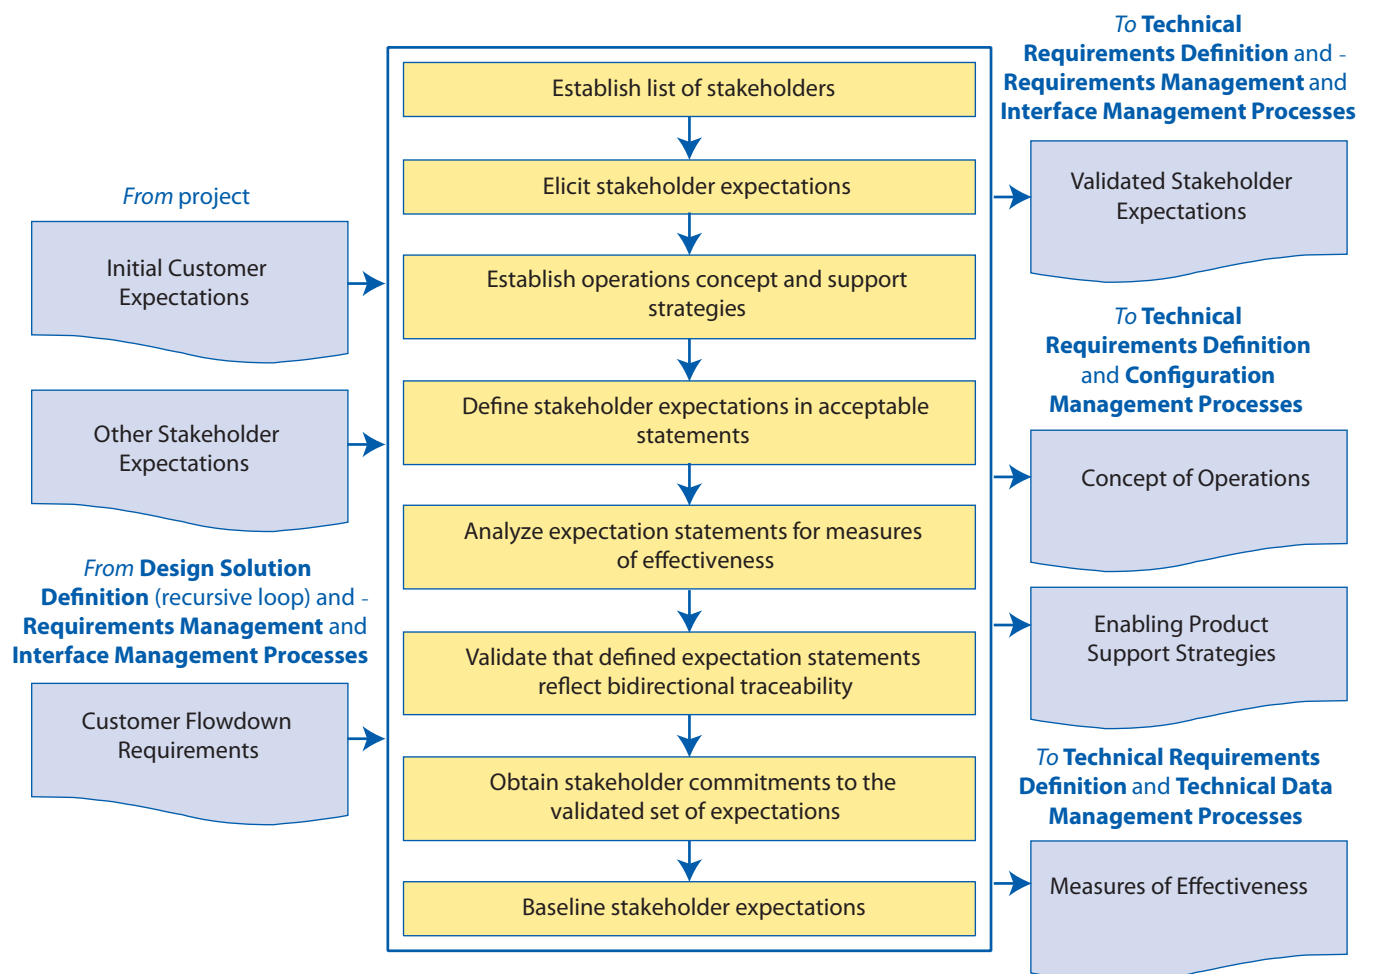 From project
Initial Customer
Expectations
Other Stakeholder
Expectations
From Design Solution
Definition (recursive loop) and -
Requirements Management and
Interface Management Processes
Customer Flowdown
Requirements
Establish list of stakeholders
Elicit stakeholder expectations
Establish operations concept and support
strategies
Define stakeholder expectations in acceptable
statements
Analyze expectation statements for measures
of effectiveness
Validate that defined expectation statements
reflect bidirectional traceability
Obtain stakeholder commitments to the
validated set of expectations
Baseline stakeholder expectations
To Technical
Requirements Definition and -
Requirements Management and
Interface Management Processes
Validated Stakeholder
Expectations
To Technical
Requirements Definition
and Configuration
Management Processes
Concept of Operations
Enabling Product
Support Strategies
To Technical Requirements
Definition and Technical Data
Management Processes
Measures of Effectiveness